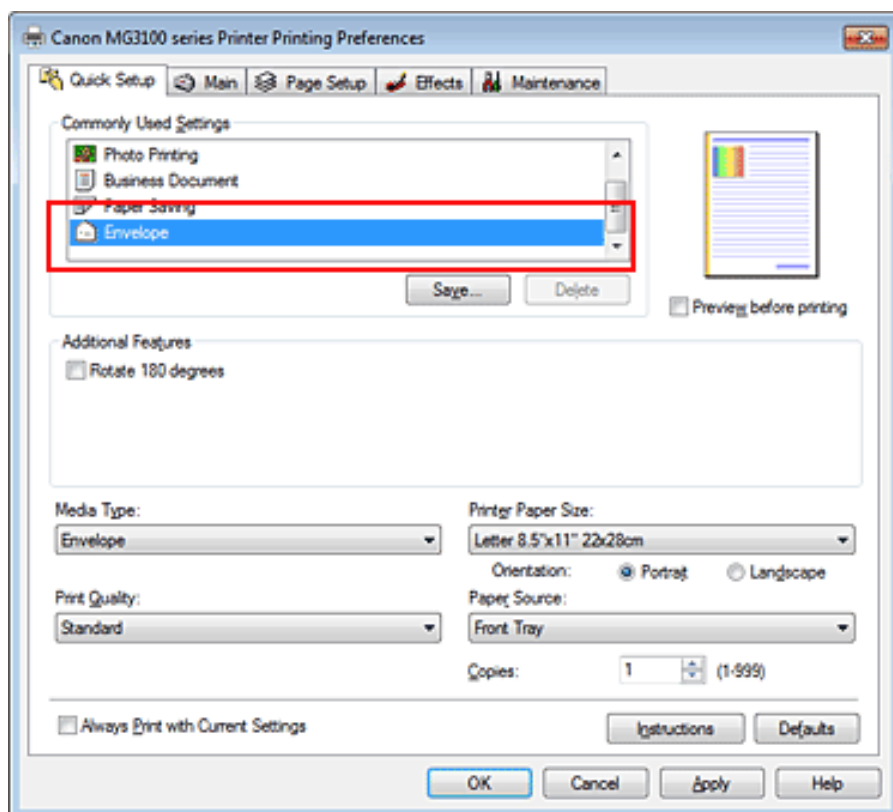 Canon MG3100 series Printer Printing Preferences
Quick Setup Main Page Setup Effects Maintenance
Commonly Used Settings
Photo Printing
Business Document
Paper Saving
Envelope
Save... Delete
Preview before printing
Additional Features
Rotate 180 degrees
Media Type: Printer Paper Size:
Envelope Letter 8.5"x11" 22x28cm
Orientation: Portrait Landscape
Print Quality: Paper Source:
Standard Front Tray
Copies: 1 (1-999)
Always Print with Current Settings Instructions Defaults
OK Cancel Apply Help